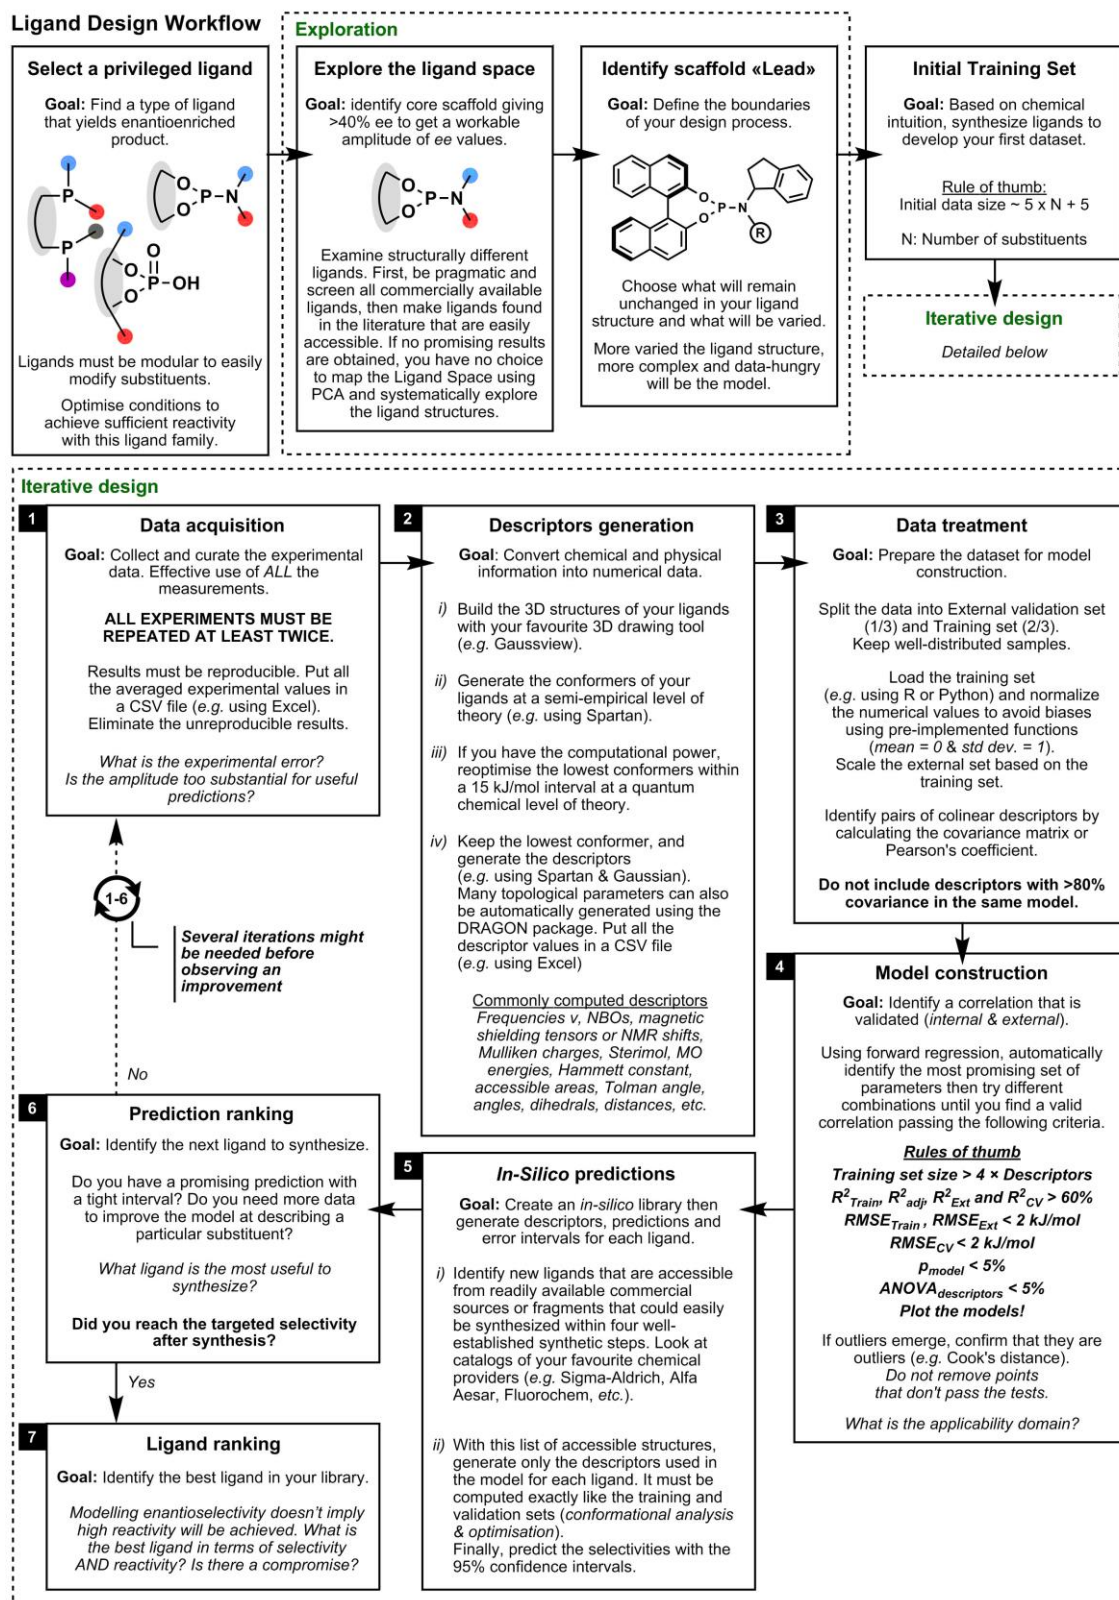 Ligand Design Workflow
Exploration
Select a privileged ligand
Goal: Find a type of ligand
that yields enantioenriched
product.
P
P
O
O
P
N
O
O
O
P
OH
Ligands must be modular to easily
modify substituents.
Optimise conditions to
achieve sufficient reactivity
with this ligand family.
Explore the ligand space
Goal: identify core scaffold giving
>40% ee to get a workable
amplitude of ee values.
O
O
P
N
Examine structurally different
ligands. First, be pragmatic and
screen all commercially available
ligands, then make ligands found
in the literature that are easily
accessible. If no promising results
are obtained, you have no choice
to map the Ligand Space using
PCA and systematically explore
the ligand structures.
Identify scaffold «Lead»
Goal: Define the boundaries
of your design process.
O
O
P
N
R
Choose what will remain
unchanged in your ligand
structure and what will be varied.
More varied the ligand structure,
more complex and data-hungry
will be the model.
Initial Training Set
Goal: Based on chemical
intuition, synthesize ligands to
develop your first dataset.
Rule of thumb:
Initial data size ~ 5 x N + 5
N: Number of substituents
Iterative design
Detailed below
Iterative design
1
Data acquisition
Goal: Collect and curate the experimental
data. Effective use of ALL the
measurements.
ALL EXPERIMENTS MUST BE
REPEATED AT LEAST TWICE.
Results must be reproducible. Put all
the averaged experimental values in
a CSV file (e.g. using Excel).
Eliminate the unreproducible results.
What is the experimental error?
Is the amplitude too substantial for useful
predictions?
1-6
Several iterations might
be needed before
observing an
improvement
No
2
Descriptors generation
Goal: Convert chemical and physical
information into numerical data.
i) Build the 3D structures of your ligands
with your favourite 3D drawing tool
(e.g. Gaussview).
ii) Generate the conformers of your
ligands at a semi-empirical level of
theory (e.g. using Spartan).
iii) If you have the computational power,
reoptimise the lowest conformers within
a 15 kJ/mol interval at a quantum
chemical level of theory.
iv) Keep the lowest conformer, and
generate the descriptors
(e.g. using Spartan & Gaussian).
Many topological parameters can also
be automatically generated using the
DRAGON package. Put all the
descriptor values in a CSV file
(e.g. using Excel)
Commonly computed descriptors
Frequencies ν, NBOs, magnetic
shielding tensors or NMR shifts,
Mulliken charges, Sterimol, MO
energies, Hammett constant,
accessible areas, Tolman angle,
angles, dihedrals, distances, etc.
3
Data treatment
Goal: Prepare the dataset for model
construction.
Split the data into External validation set
(1/3) and Training set (2/3).
Keep well-distributed samples.
Load the training set
(e.g. using R or Python) and normalize
the numerical values to avoid biases
using pre-implemented functions
(mean = 0 & std dev. = 1).
Scale the external set based on the
training set.
Identify pairs of colinear descriptors by
calculating the covariance matrix or
Pearson's coefficient.
Do not include descriptors with >80%
covariance in the same model.
4
Model construction
Goal: Identify a correlation that is
validated (internal & external).
Using forward regression, automatically
identify the most promising set of
parameters then try different
combinations until you find a valid
correlation passing the following criteria.
Rules of thumb
Training set size > 4 × Descriptors
R²Train, R²adj, R²Ext and R²CV > 60%
RMSETrain , RMSEExt < 2 kJ/mol
RMSECV < 2 kJ/mol
pmodel < 5%
ANOVAdescriptors < 5%
Plot the models!
If outliers emerge, confirm that they are
outliers (e.g. Cook's distance).
Do not remove points
that don't pass the tests.
What is the applicability domain?
5
In-Silico predictions
Goal: Create an in-silico library then
generate descriptors, predictions and
error intervals for each ligand.
i) Identify new ligands that are accessible
from readily available commercial
sources or fragments that could easily
be synthesized within four well-
established synthetic steps. Look at
catalogs of your favourite chemical
providers (e.g. Sigma-Aldrich, Alfa
Aesar, Fluorochem, etc.).
ii) With this list of accessible structures,
generate only the descriptors used in
the model for each ligand. It must be
computed exactly like the training and
validation sets (conformational analysis
& optimisation).
Finally, predict the selectivities with the
95% confidence intervals.
6
Prediction ranking
Goal: Identify the next ligand to synthesize.
Do you have a promising prediction with
a tight interval? Do you need more data
to improve the model at describing a
particular substituent?
What ligand is the most useful to
synthesize?
Did you reach the targeted selectivity
after synthesis?
Yes
7
Ligand ranking
Goal: Identify the best ligand in your library.
Modelling enantioselectivity doesn't imply
high reactivity will be achieved. What is
the best ligand in terms of selectivity
AND reactivity? Is there a compromise?